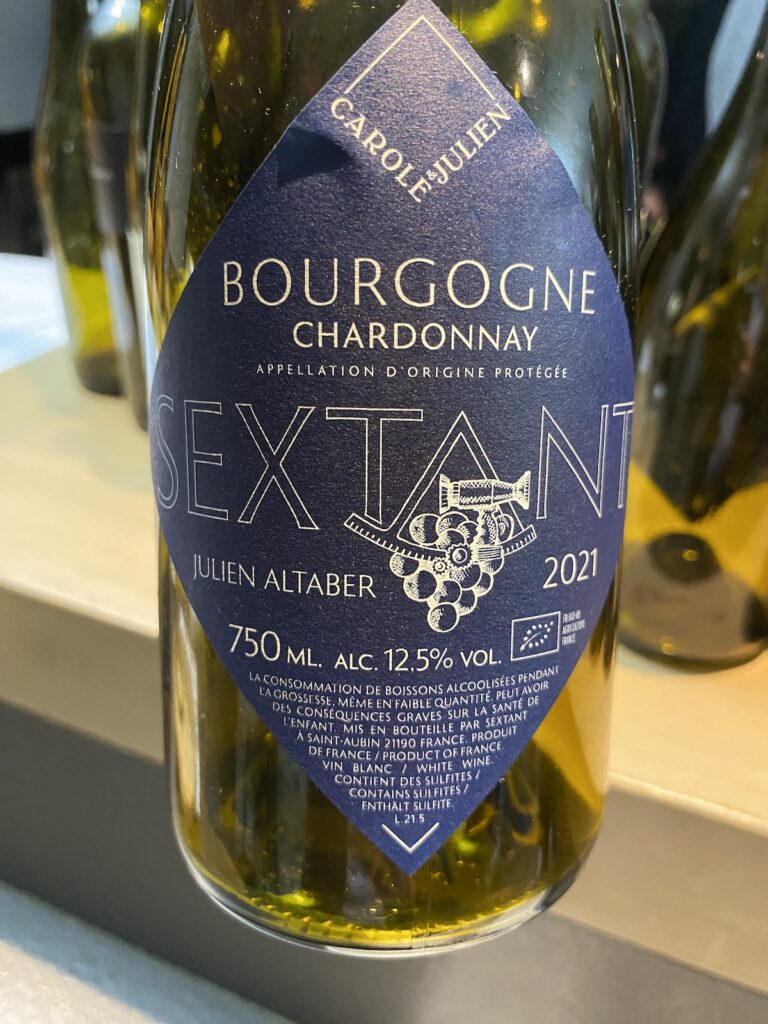 CAROLE & JULIEN
BOURGOGNE
CHARDONNAY
APPELLATION D'ORIGINE PROTÉGÉE
SEXTANT
JULIEN ALTABER
2021
750 ML. ALC. 12.5% VOL.
AGRICULTURE
FRANCE
LA CONSOMMATION DE BOISSONS ALCOOLISÉES PENDANT
LA GROSSESSE, MÊME EN FAIBLE QUANTITÉ, PEUT AVOIR
DES CONSÉQUENCES GRAVES SUR LA SANTÉ DE
L'ENFANT. MIS EN BOUTEILLE PAR SEXTANT
À SAINT-AUBIN 21190 FRANCE. PRODUIT
DE FRANCE / PRODUCT OF FRANCE.
VIN BLANC / WHITE WINE.
CONTIENT DES SULFITES /
CONTAINS SULFITES /
ENTHÄLT SULFITE.
L.21 5